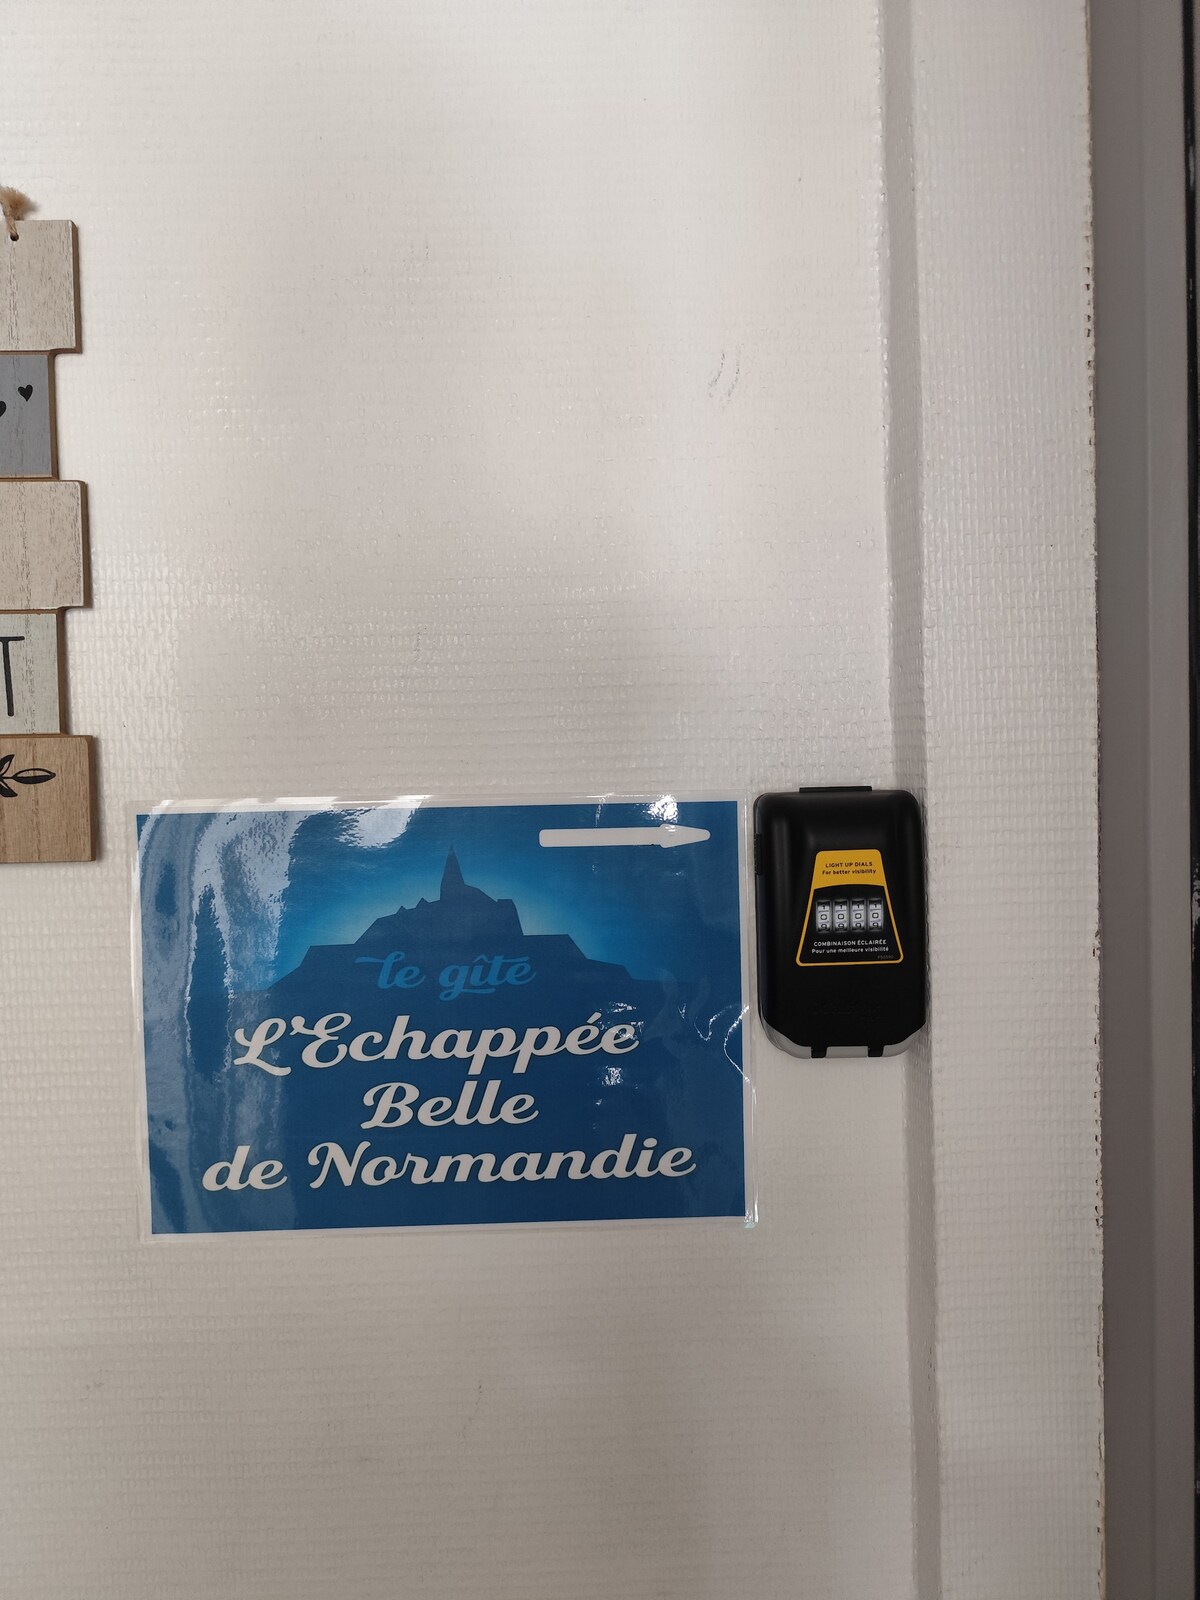 T
le gîte
L'Echappée
Belle
de Normandie
LIGHT UP DIALS
For better visibility
COMBINAISON ÉCLAIRÉE
Pour une meilleure visibilité